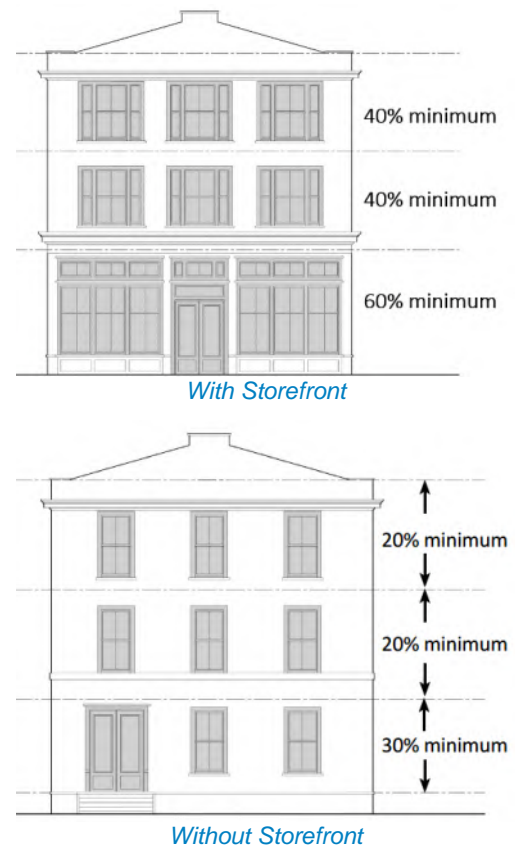 40% minimum
40% minimum
60% minimum
With Storefront
20% minimum
20% minimum
30% minimum
Without Storefront